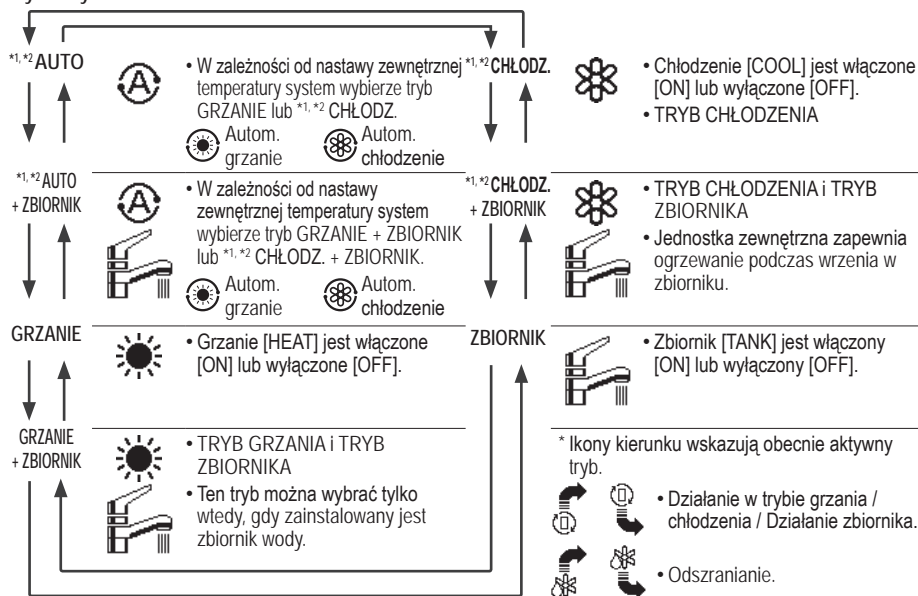 *1, *2 AUTO
• W zależności od nastawy zewnętrznej
temperatury system wybierze tryb
GRZANIE lub *1, *2 CHŁODZ.
Autom.
grzanie
Autom.
chłodzenie
*1, *2 CHŁODZ.
• Chłodzenie [COOL] jest włączone
[ON] lub wyłączone [OFF].
• TRYB CHŁODZENIA
*1, *2 AUTO
+ ZBIORNIK
• W zależności od nastawy
zewnętrznej temperatury system
wybierze tryb GRZANIE + ZBIORNIK
lub *1, *2 CHŁODZ. + ZBIORNIK.
Autom.
grzanie
Autom.
chłodzenie
*1, *2 CHŁODZ.
+ ZBIORNIK
• TRYB CHŁODZENIA i TRYB
ZBIORNIKA
• Jednostka zewnętrzna zapewnia
ogrzewanie podczas wrzenia w
zbiorniku.
GRZANIE
• Grzanie [HEAT] jest włączone
[ON] lub wyłączone [OFF].
ZBIORNIK
• Zbiornik [TANK] jest włączony
[ON] lub wyłączony [OFF].
GRZANIE
+ ZBIORNIK
• TRYB GRZANIA i TRYB
ZBIORNIKA
• Ten tryb można wybrać tylko
wtedy, gdy zainstalowany jest
zbiornik wody.
* Ikony kierunku wskazują obecnie aktywny
tryb.
• Działanie w trybie grzania /
chłodzenia / Działanie zbiornika.
• Odszranianie.